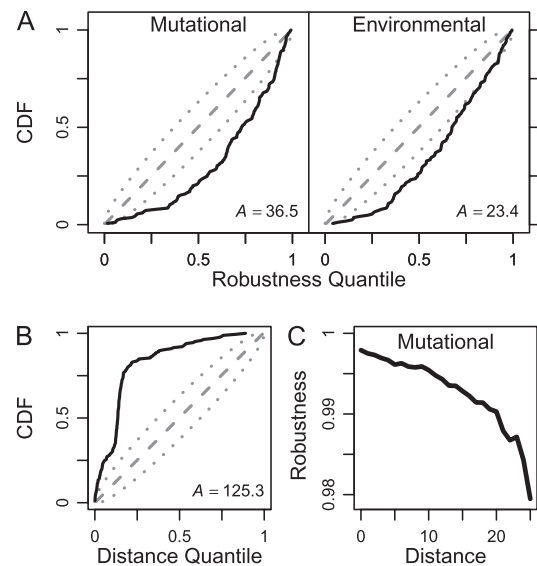 A
Mutational
Environmental
CDF
1
0.5
0
A = 36.5
A = 23.4
0
0.5
1
0
0.5
1
Robustness Quantile
B
CDF
1
0.5
0
A = 125.3
0
0.5
1
Distance Quantile
C
Mutational
Robustness
1
0.99
0.98
0
10
20
Distance